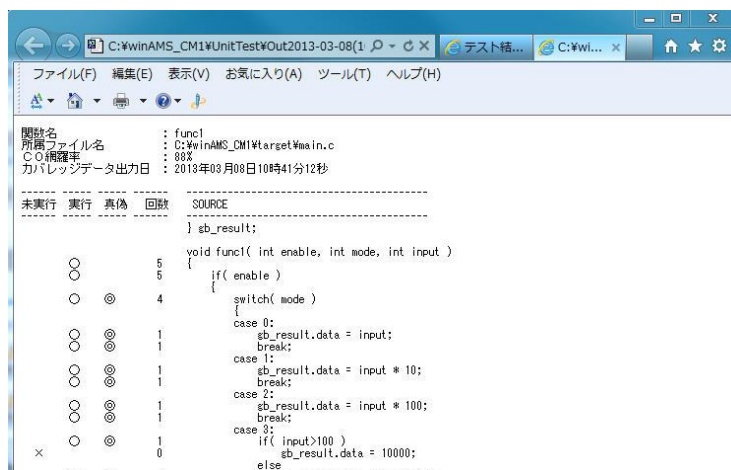 C:¥winAMS_CM1¥UnitTest¥Out2013-03-08(1 テスト結... C:¥wi...
ファイル(F) 編集(E) 表示(V) お気に入り(A) ツール(T) ヘルプ(H)
関数名 : func1
所属ファイル名 : C:¥winAMS_CM1¥target¥main.c
C0網羅率 : 88%
カバレッジデータ出力日 : 2013年03月08日10時41分12秒
未実行 実行 真偽 回数 SOURCE
} gb_result;
void func1( int enable, int mode, int input )
○ 5 {
○ 5 if( enable )
{
○ ◎ 4 switch( mode )
{
case 0:
○ ◎ 1 gb_result.data = input;
○ ◎ 1 break;
case 1:
○ ◎ 1 gb_result.data = input * 10;
○ ◎ 1 break;
case 2:
○ ◎ 1 gb_result.data = input * 100;
○ ◎ 1 break;
case 3:
○ ◎ 1 if( input>100 )
× 0 gb_result.data = 10000;
else